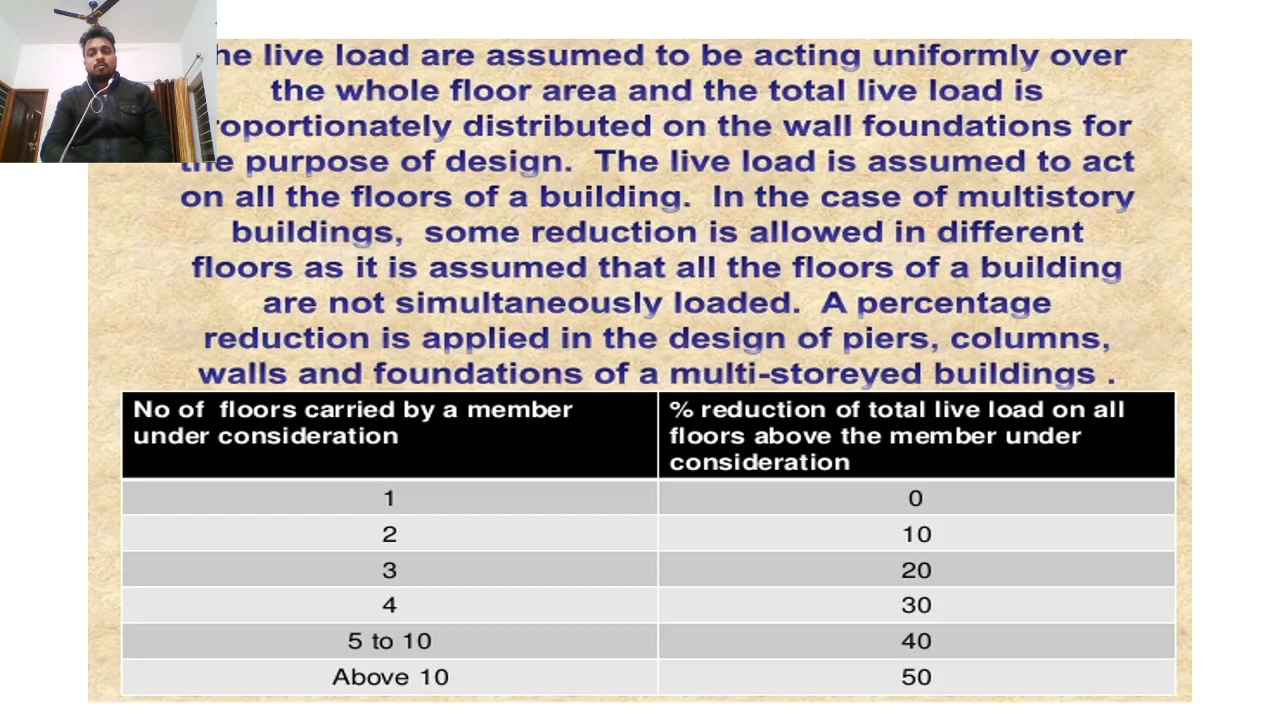 he live load are assumed to be acting uniformly over
the whole floor area and the total live load is
roportionately distributed on the wall foundations for
the purpose of design. The live load is assumed to act
on all the floors of a building. In the case of multistory
buildings, some reduction is allowed in different
floors as it is assumed that all the floors of a building
are not simultaneously loaded. A percentage
reduction is applied in the design of piers, columns,
walls and foundations of a multi-storeyed buildings .
No of floors carried by a member
under consideration
% reduction of total live load on all
floors above the member under
consideration
1 0
2 10
3 20
4 30
5 to 10 40
Above 10 50